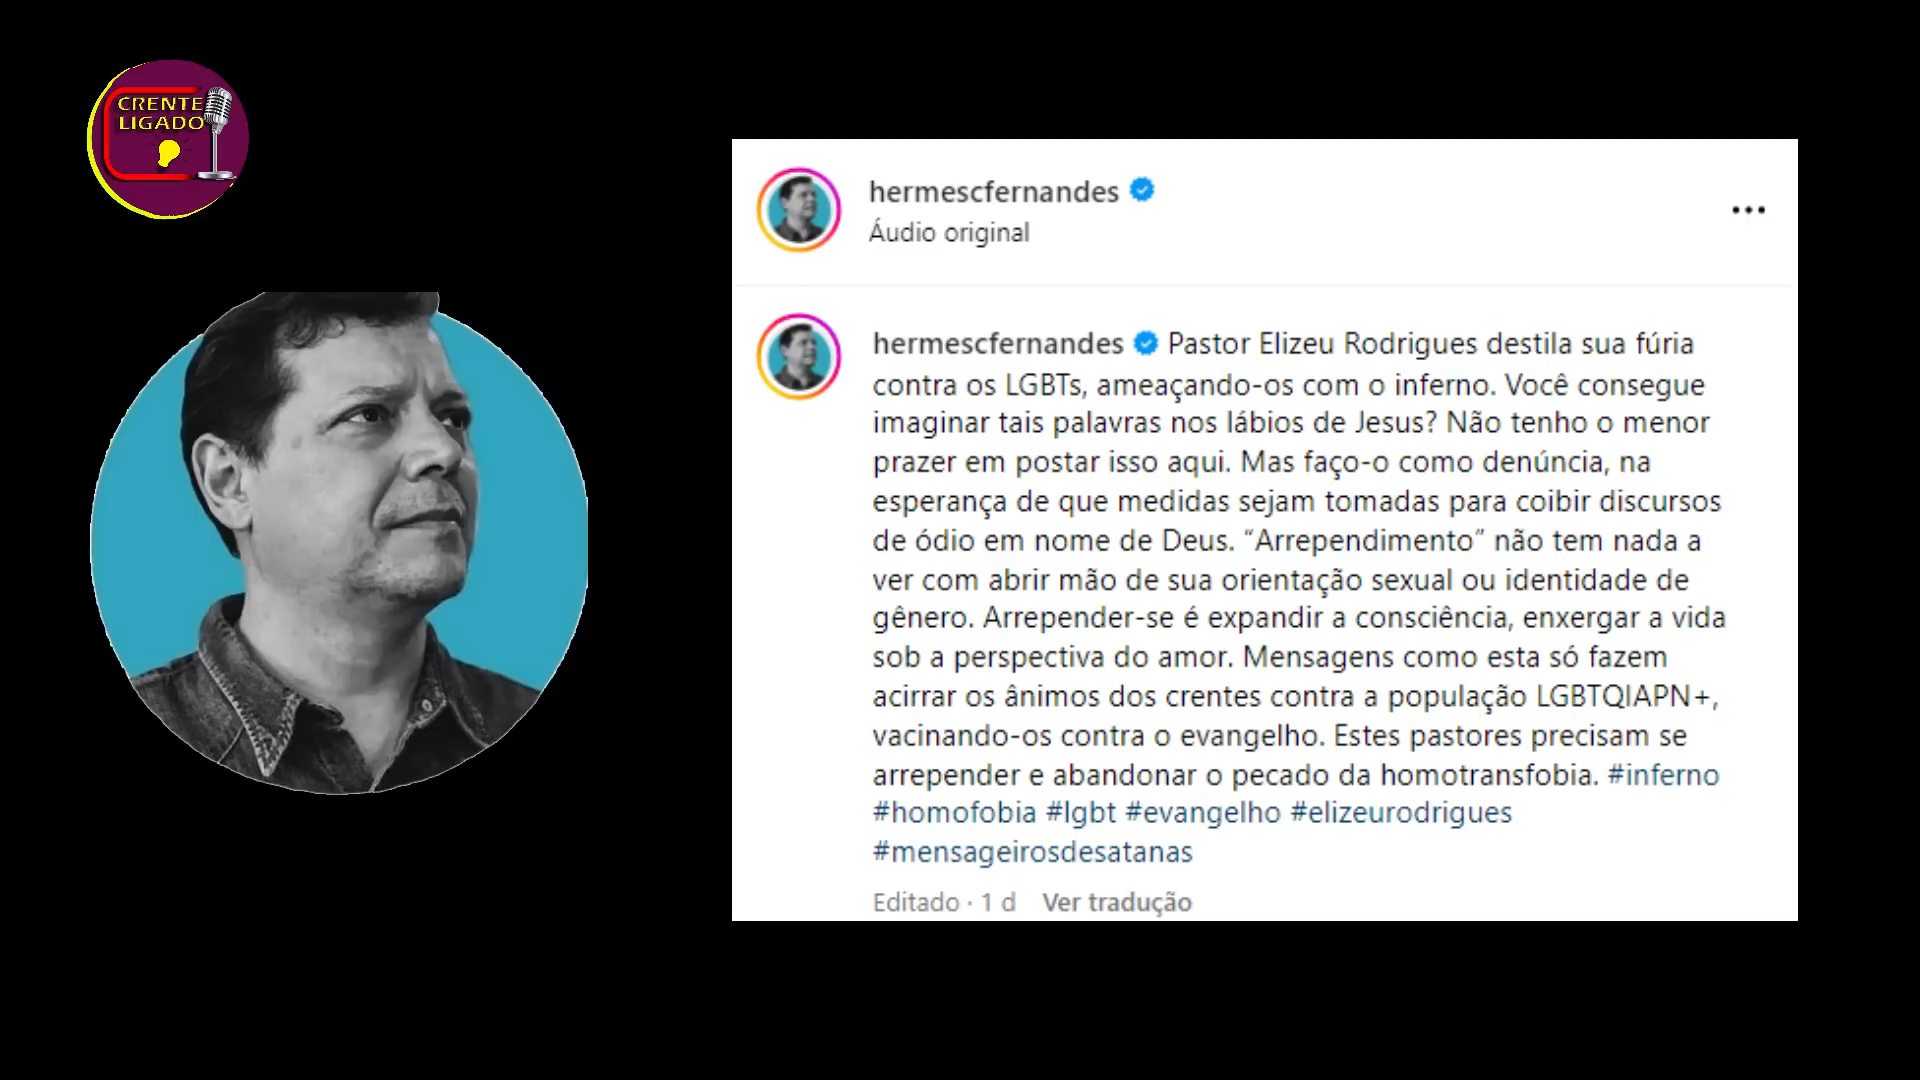 CRENTE
LIGADO
hermescfernandes
Áudio original
hermescfernandes Pastor Elizeu Rodrigues destila sua fúria
contra os LGBTs, ameaçando-os com o inferno. Você consegue
imaginar tais palavras nos lábios de Jesus? Não tenho o menor
prazer em postar isso aqui. Mas faço-o como denúncia, na
esperança de que medidas sejam tomadas para coibir discursos
de ódio em nome de Deus. “Arrependimento” não tem nada a
ver com abrir mão de sua orientação sexual ou identidade de
gênero. Arrepender-se é expandir a consciência, enxergar a vida
sob a perspectiva do amor. Mensagens como esta só fazem
acirrar os ânimos dos crentes contra a população LGBTQIAPN+,
vacinando-os contra o evangelho. Estes pastores precisam se
arrepender e abandonar o pecado da homotransfobia. #inferno
#homofobia #lgbt #evangelho #elizeurodrigues
#mensageirosdesatanas
Editado · 1 d Ver tradução